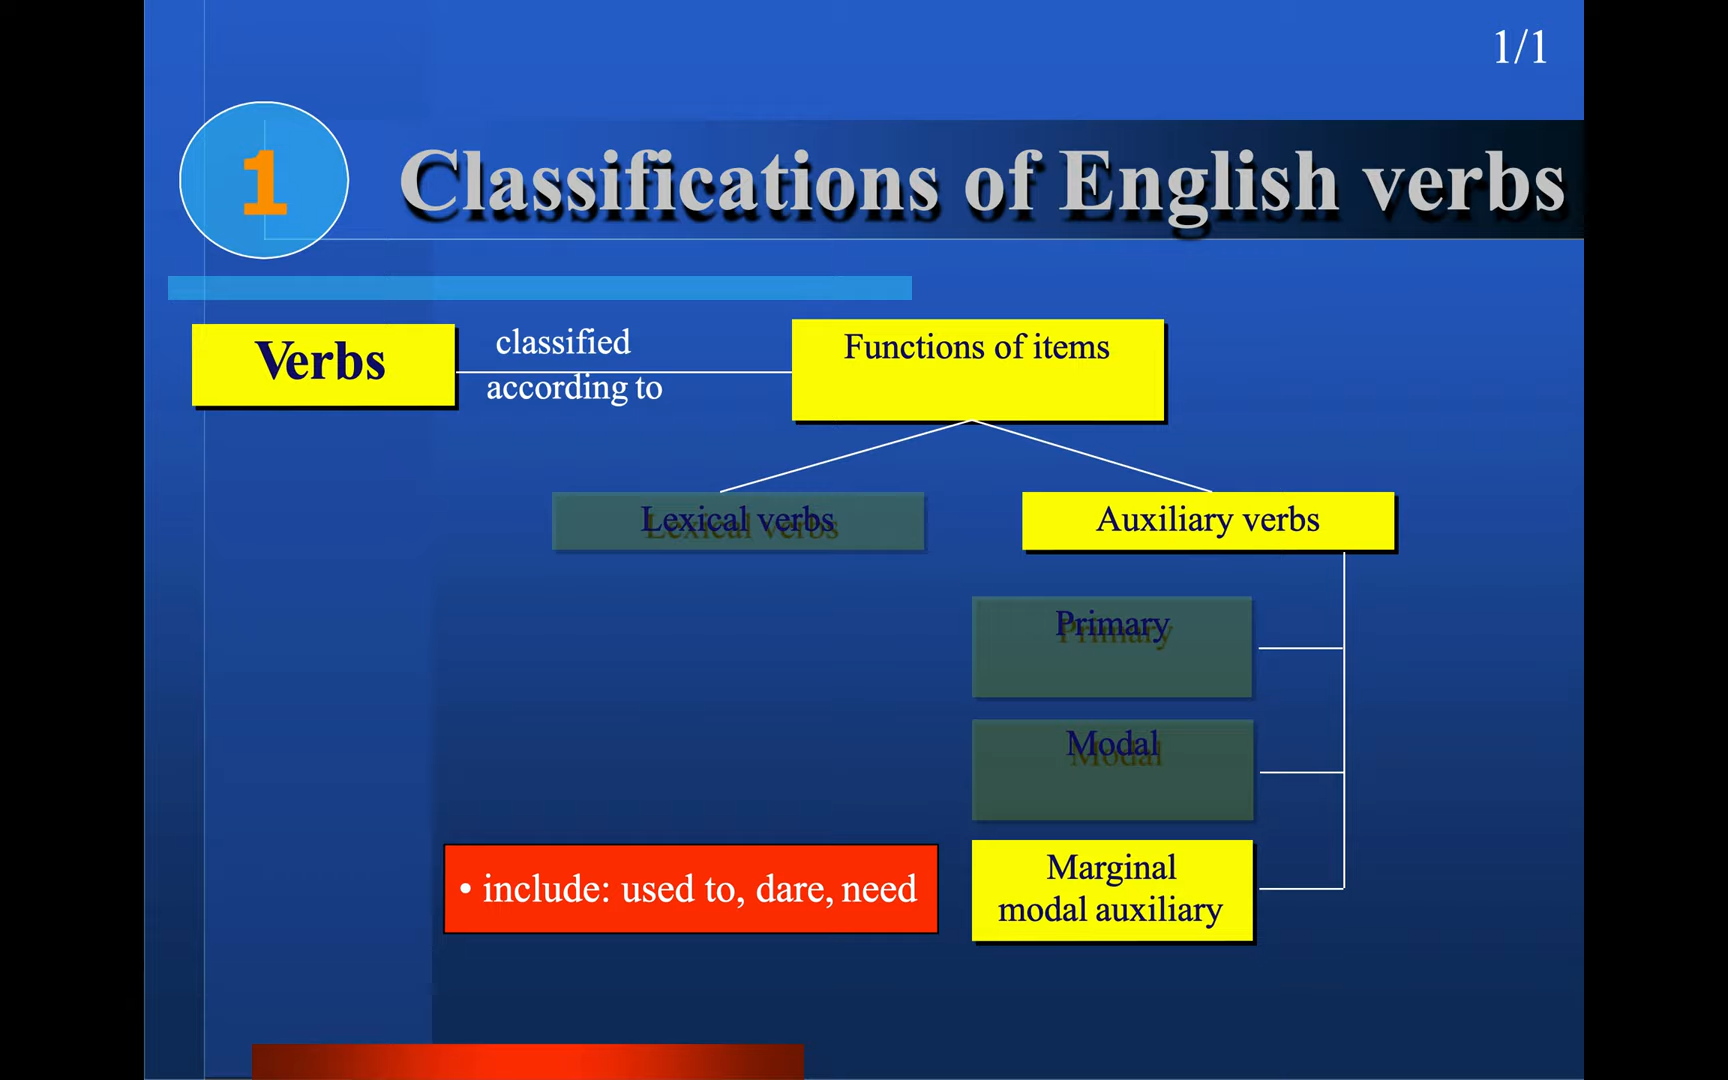 1/1
1
Classifications of English verbs
Verbs
classified
according to
Functions of items
Lexical verbs
Auxiliary verbs
Primary
Modal
• include: used to, dare, need
Marginal
modal auxiliary